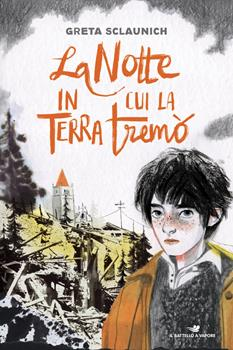 GRETA SCLAUNICH
La Notte
IN CUI LA
TERRA tremò
IL BATTELLO A VAPORE